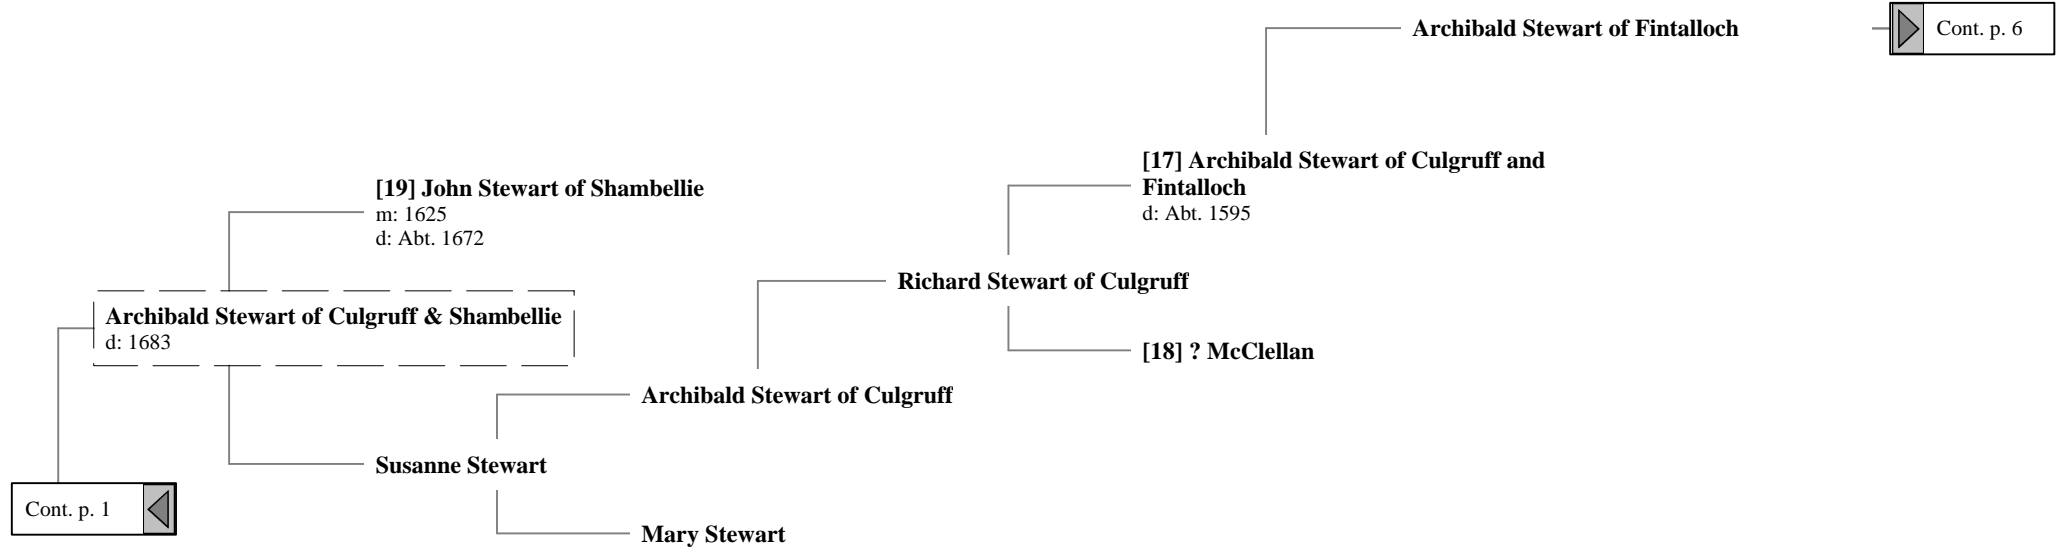 Archibald Stewart of Fintalloch
Cont. p. 6
[17] Archibald Stewart of Culgruff and
Fintalloch
d: Abt. 1595
[19] John Stewart of Shambellie
m: 1625
d: Abt. 1672
Richard Stewart of Culgruff
Archibald Stewart of Culgruff & Shambellie
d: 1683
[18] ? McClellan
Archibald Stewart of Culgruff
Susanne Stewart
Cont. p. 1
Mary Stewart